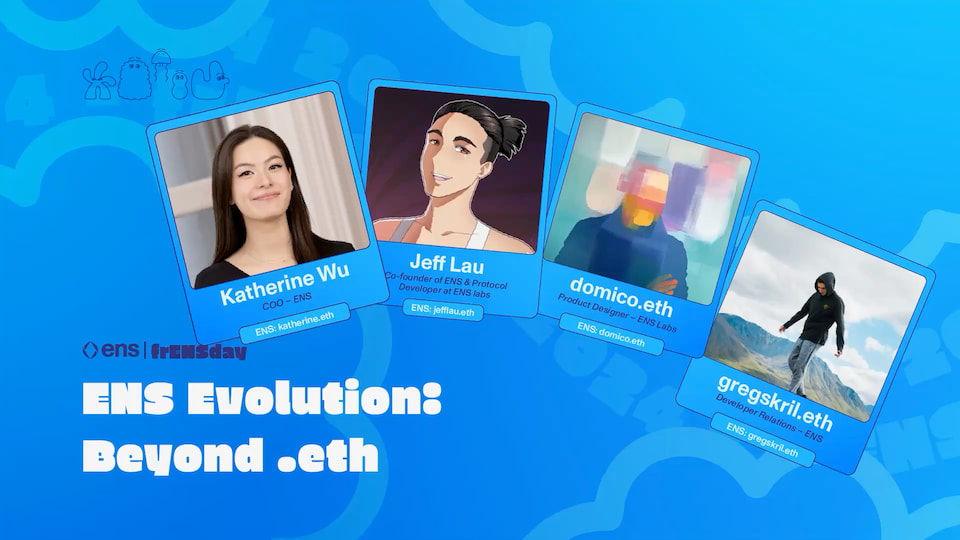 Katherine Wu
COO – ENS
ENS: katherine.eth
Jeff Lau
Co-founder of ENS & Protocol
Developer at ENS labs
ENS: jefflau.eth
domico.eth
Product Designer – ENS Labs
ENS: domico.eth
gregskril.eth
Developer Relations – ENS
ENS: gregskril.eth
ens | frENSday
ENS Evolution:
Beyond .eth